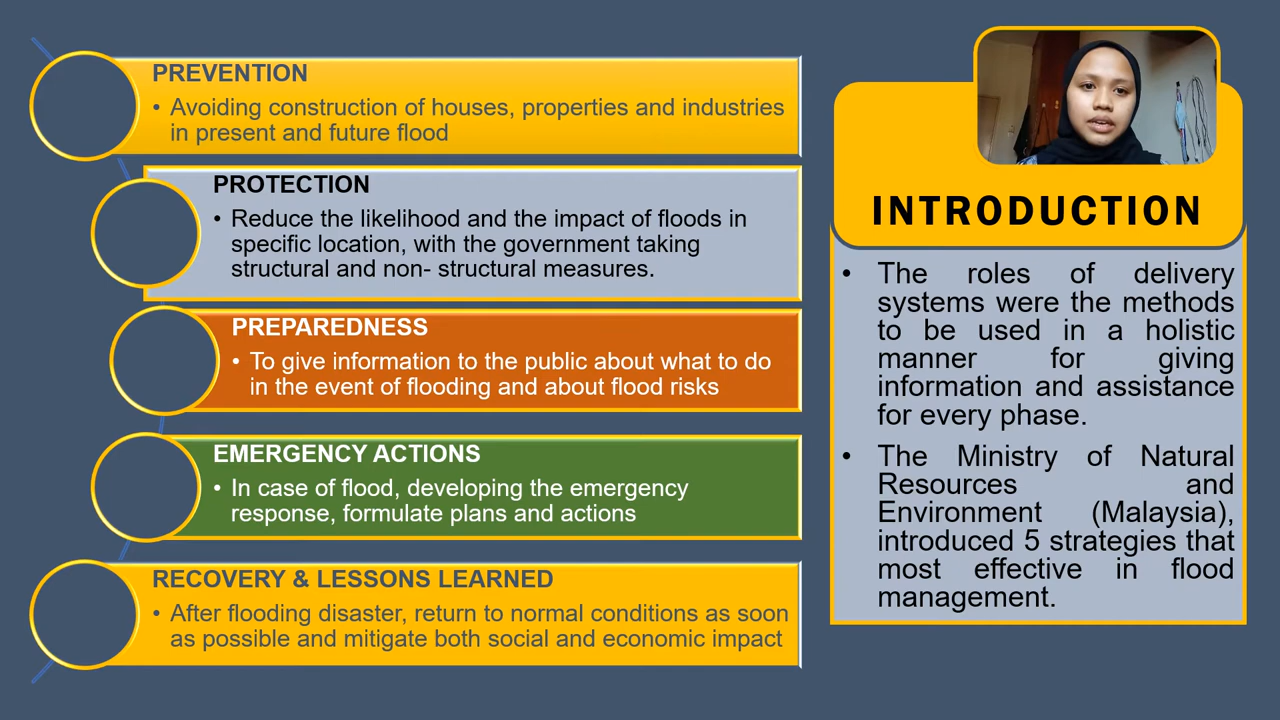 PREVENTION
• Avoiding construction of houses, properties and industries
in present and future flood
PROTECTION
• Reduce the likelihood and the impact of floods in
specific location, with the government taking
structural and non- structural measures.
PREPAREDNESS
• To give information to the public about what to do
in the event of flooding and about flood risks
EMERGENCY ACTIONS
• In case of flood, developing the emergency
response, formulate plans and actions
RECOVERY & LESSONS LEARNED
• After flooding disaster, return to normal conditions as soon
as possible and mitigate both social and economic impact
INTRODUCTION
• The roles of delivery
systems were the methods
to be used in a holistic
manner for giving
information and assistance
for every phase.
• The Ministry of Natural
Resources and
Environment (Malaysia),
introduced 5 strategies that
most effective in flood
management.